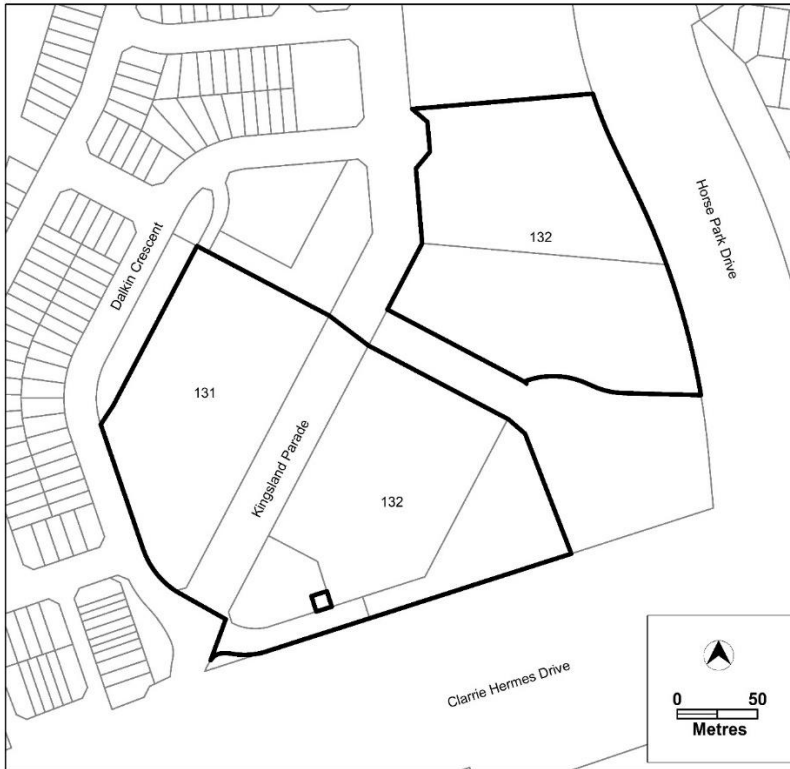 132
Horse Park Drive
Dalkin Crescent
131
Kingsland Parade
132
Clarrie Hermes Drive
0 50
Metres